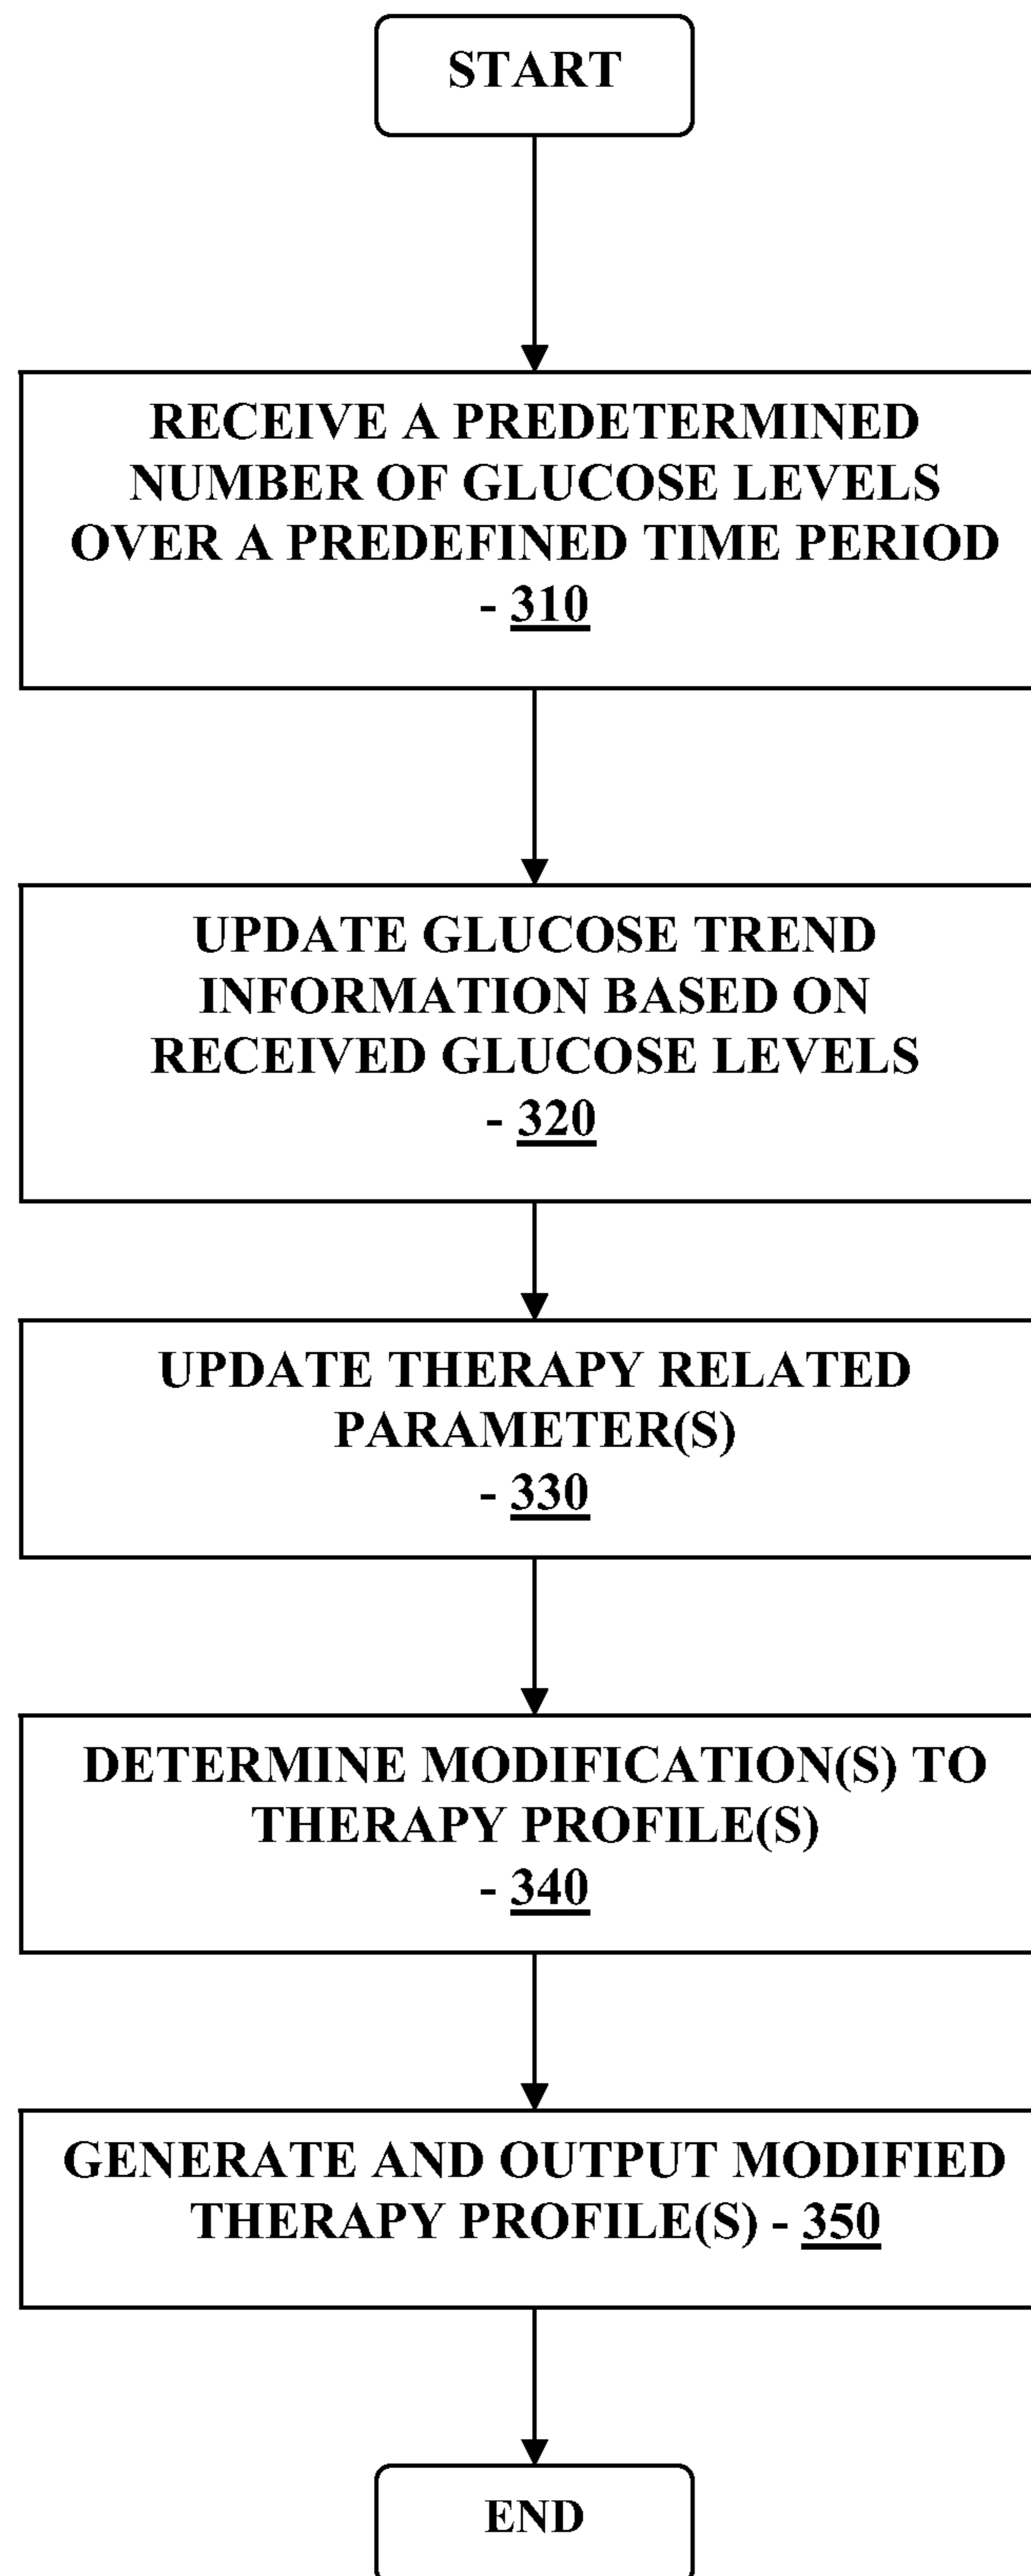 START
RECEIVE A PREDETERMINED
NUMBER OF GLUCOSE LEVELS
OVER A PREDEFINED TIME PERIOD
- 310
UPDATE GLUCOSE TREND
INFORMATION BASED ON
RECEIVED GLUCOSE LEVELS
- 320
UPDATE THERAPY RELATED
PARAMETER(S)
- 330
DETERMINE MODIFICATION(S) TO
THERAPY PROFILE(S)
- 340
GENERATE AND OUTPUT MODIFIED
THERAPY PROFILE(S) - 350
END